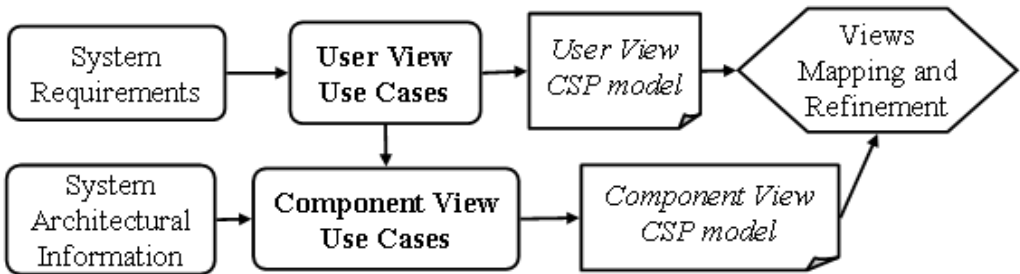 System
Requirements
User View
Use Cases
User View
CSP model
Views
Mapping and
Refinement
System
Architectural
Information
Component View
Use Cases
Component View
CSP model